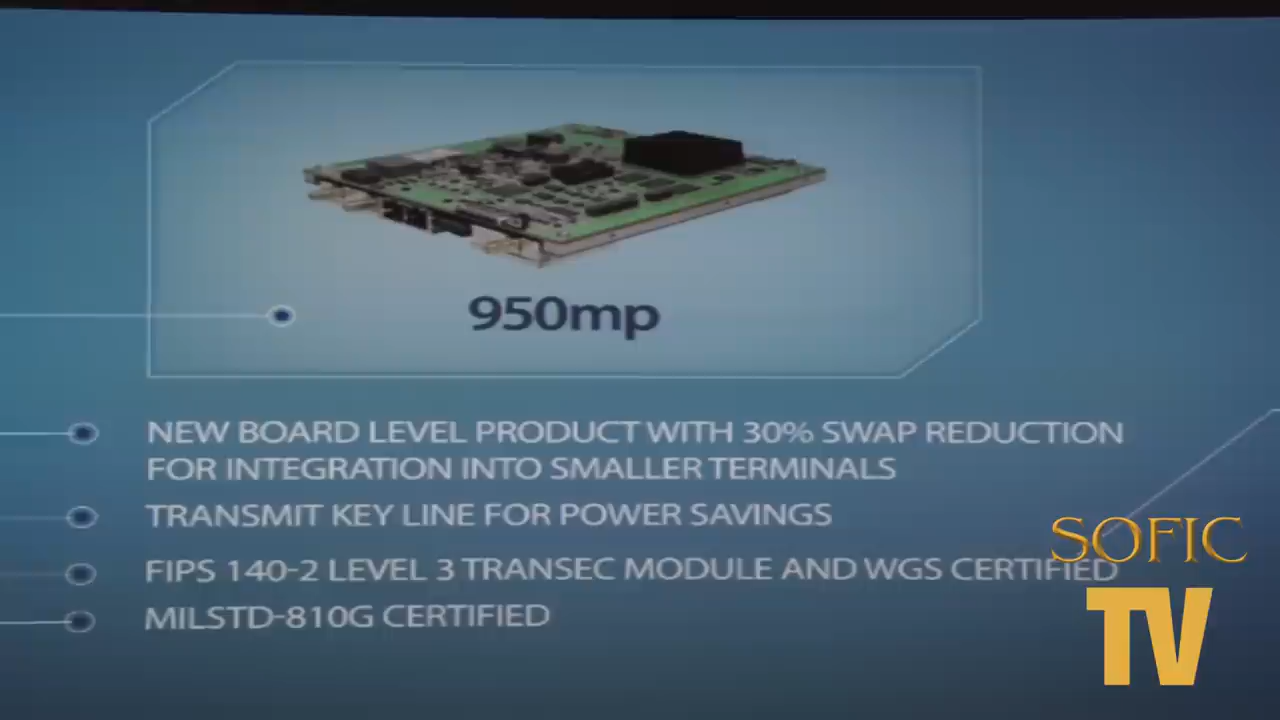 950mp
NEW BOARD LEVEL PRODUCT WITH 30% SWAP REDUCTION
FOR INTEGRATION INTO SMALLER TERMINALS
TRANSMIT KEY LINE FOR POWER SAVINGS
FIPS 140-2 LEVEL 3 TRANSEC MODULE AND WGS CERTIFIED
MILSTD-810G CERTIFIED
SOFIC
TV